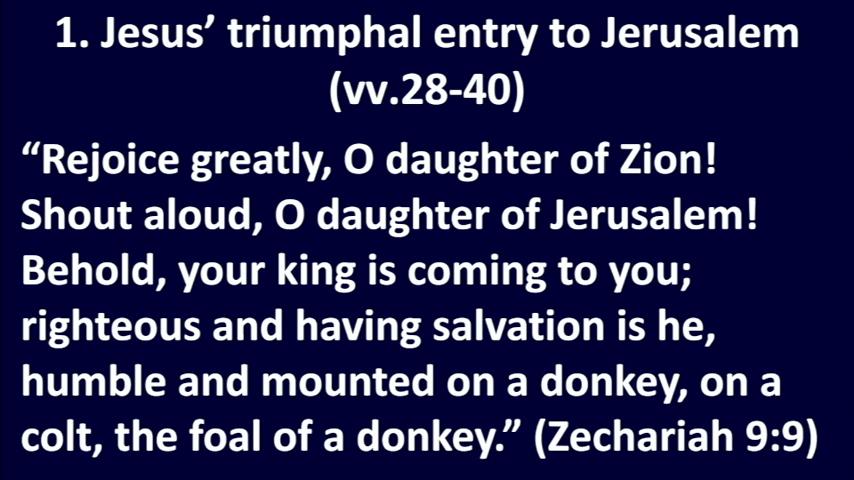 1. Jesus’ triumphal entry to Jerusalem
(vv.28-40)
“Rejoice greatly, O daughter of Zion!
Shout aloud, O daughter of Jerusalem!
Behold, your king is coming to you;
righteous and having salvation is he,
humble and mounted on a donkey, on a
colt, the foal of a donkey.” (Zechariah 9:9)